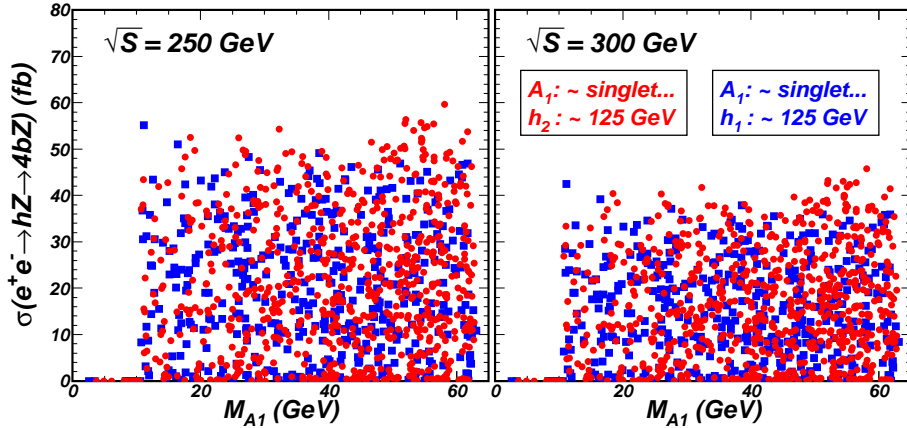 σ(e⁺e⁻→hZ→4bZ) (fb)
80
70
60
50
40
30
20
10
0
√S = 250 GeV
0 20 40 60
M_A1 (GeV)
√S = 300 GeV
A₁: ~ singlet...
h₂ : ~ 125 GeV
A₁: ~ singlet...
h₁ : ~ 125 GeV
0 20 40 60
M_A1 (GeV)